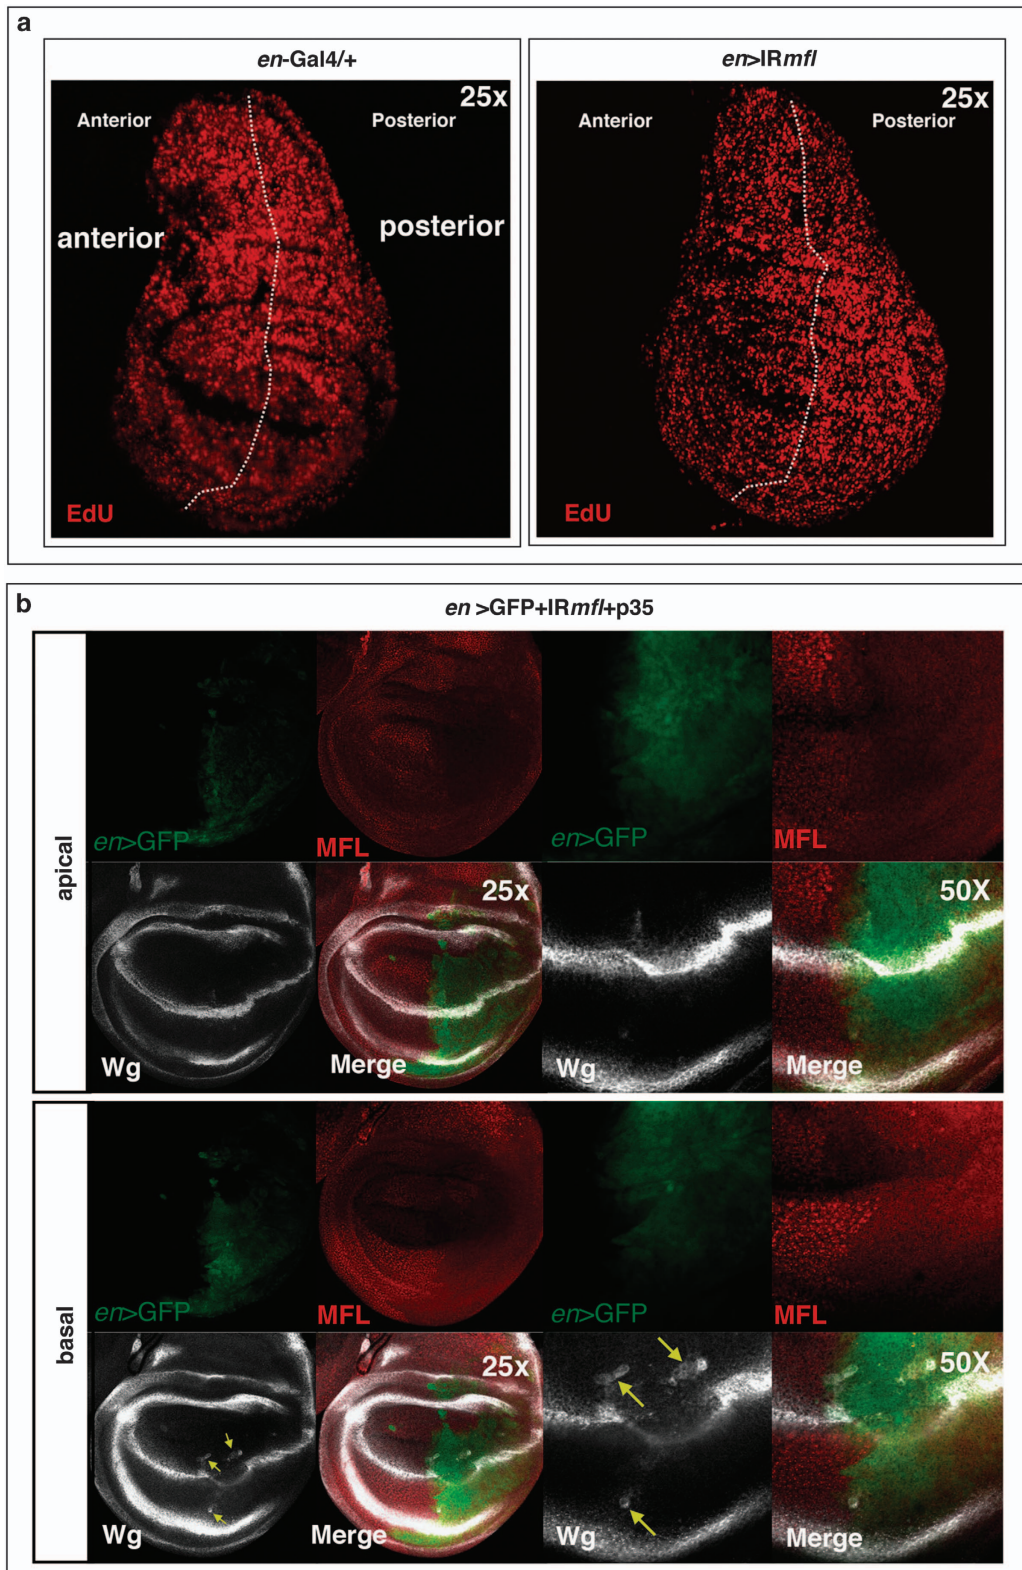 a
en-Gal4/+
en>IRmfl
25x
Anterior
Posterior
anterior
posterior
EdU
25x
Anterior
Posterior
EdU
b
en >GFP+IRmfl+p35
apical
en>GFP
MFL
en>GFP
MFL
25x
50X
Wg
Merge
Wg
Merge
basal
en>GFP
MFL
en>GFP
MFL
25x
50X
Wg
Merge
Wg
Merge